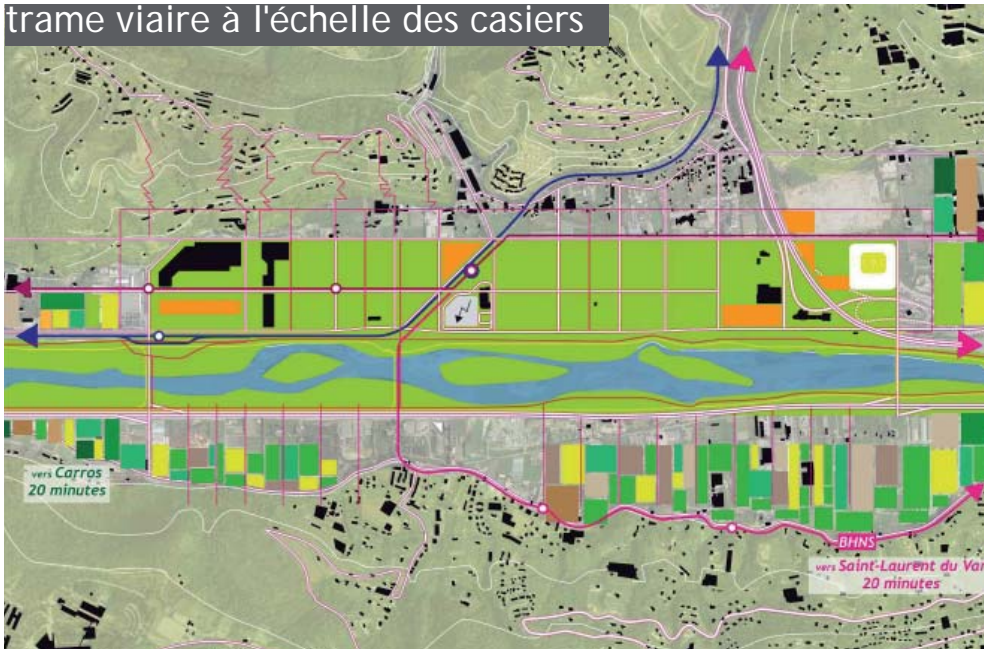 trame viaire à l'échelle des casiers
vers Carros
20 minutes
BHNS
vers Saint-Laurent du Var
20 minutes